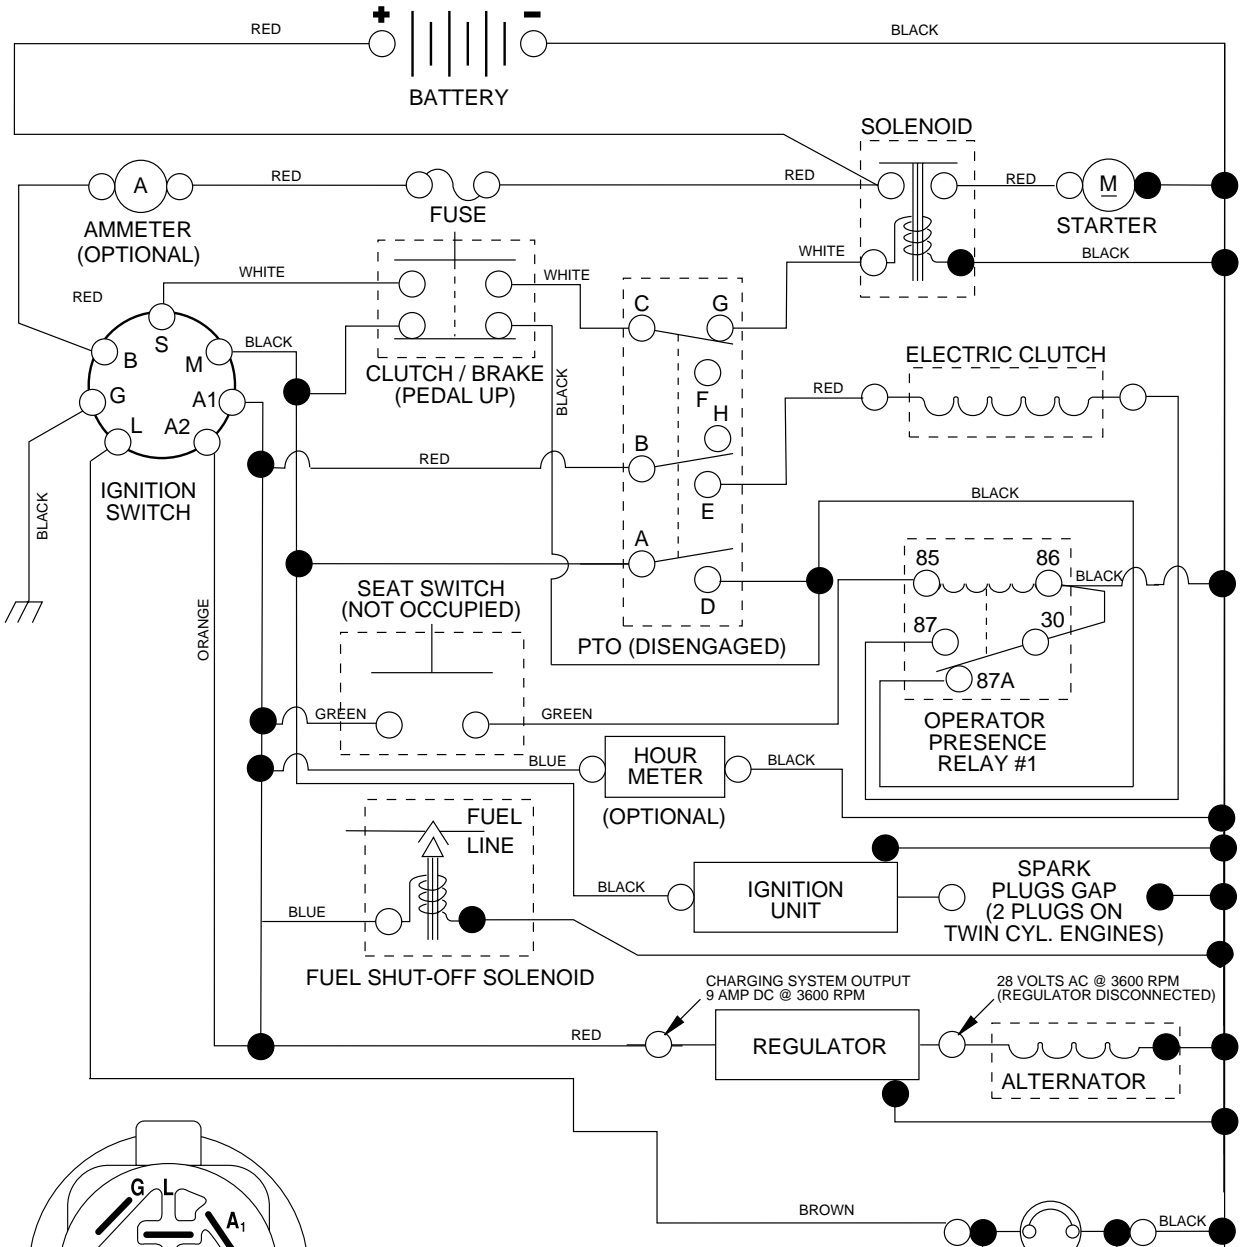 + −
RED
BLACK
BATTERY
SOLENOID
A
RED
RED
RED
M
FUSE
STARTER
AMMETER
(OPTIONAL)
WHITE
BLACK
WHITE
WHITE
RED
C
G
S
B
M
BLACK
ELECTRIC CLUTCH
CLUTCH / BRAKE
(PEDAL UP)
BLACK
F
RED
G
A1
H
L
A2
B
RED
E
IGNITION
SWITCH
BLACK
BLACK
A
85
86
BLACK
SEAT SWITCH
(NOT OCCUPIED)
D
ORANGE
87
30
PTO (DISENGAGED)
87A
GREEN
GREEN
OPERATOR
PRESENCE
RELAY #1
BLUE
HOUR
METER
BLACK
(OPTIONAL)
FUEL
LINE
SPARK
PLUGS GAP
(2 PLUGS ON
TWIN CYL. ENGINES)
BLACK
IGNITION
UNIT
BLUE
FUEL SHUT-OFF SOLENOID
CHARGING SYSTEM OUTPUT
9 AMP DC @ 3600 RPM
28 VOLTS AC @ 3600 RPM
(REGULATOR DISCONNECTED)
RED
REGULATOR
ALTERNATOR
G L
A1
BROWN
BLACK